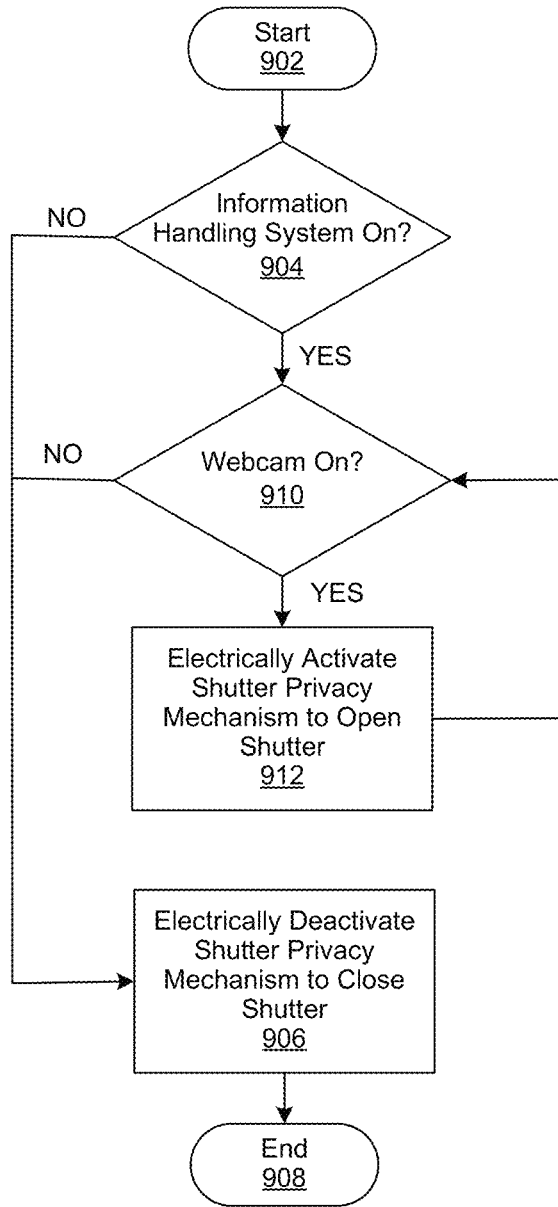 Start
902
Information
Handling System On?
904
NO
YES
Webcam On?
910
NO
YES
Electrically Activate
Shutter Privacy
Mechanism to Open
Shutter
912
Electrically Deactivate
Shutter Privacy
Mechanism to Close
Shutter
906
End
908